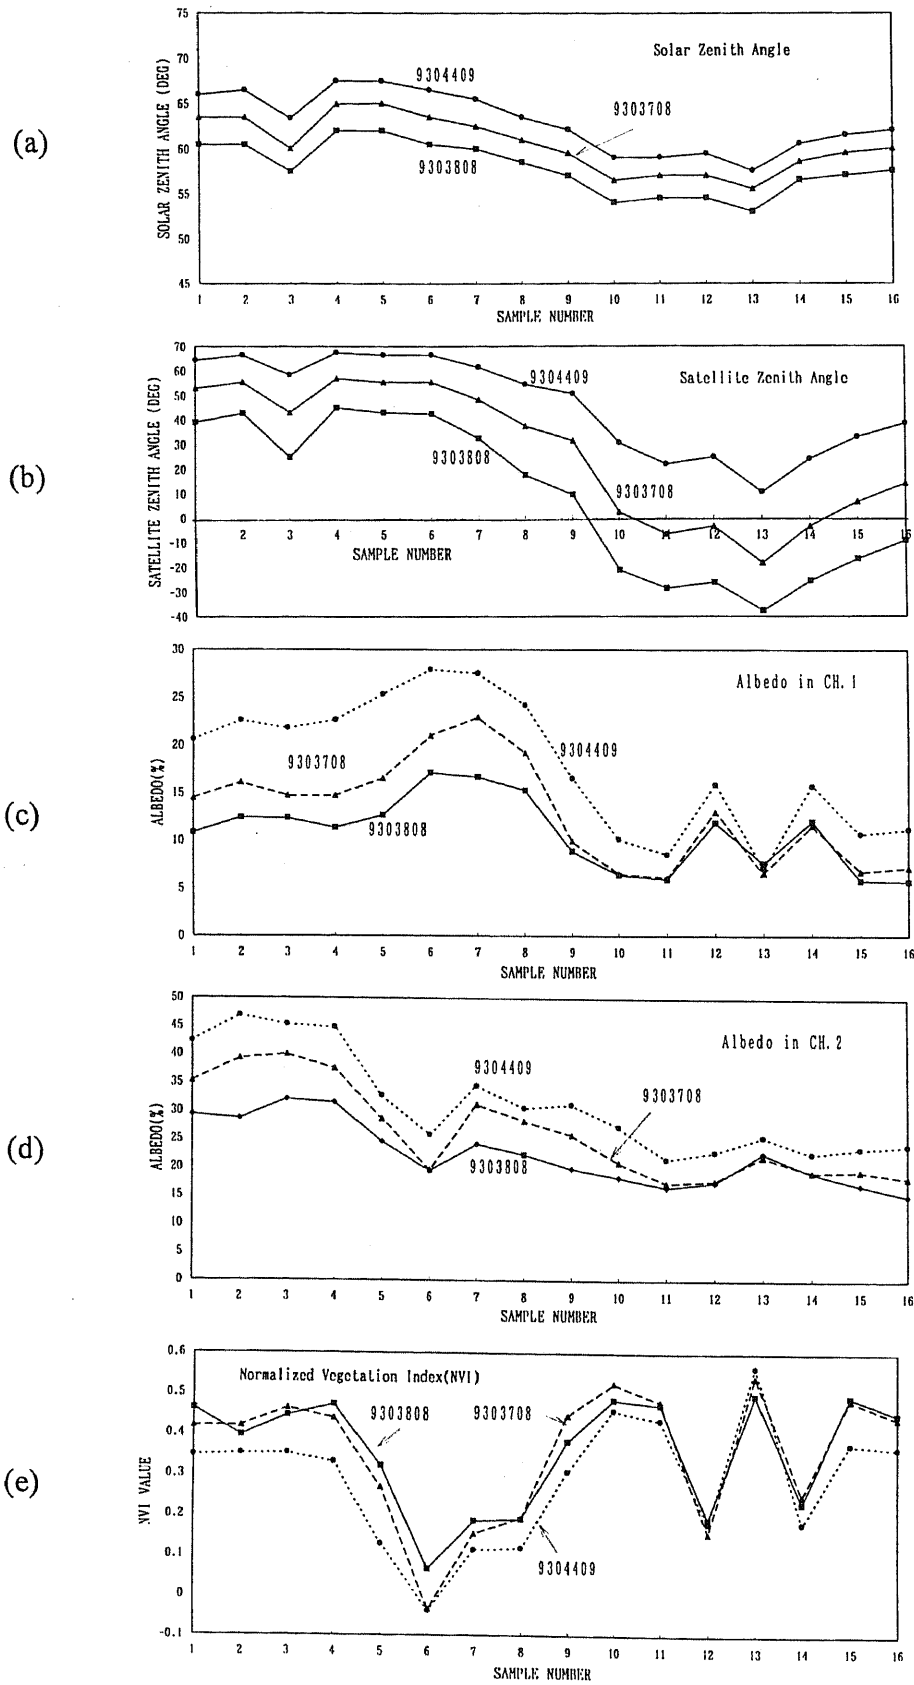 (a)
SOLAR ZENITH ANGLE (DEG)
75
70
65
60
55
50
45
Solar Zenith Angle
9304409
9303708
9303808
1 2 3 4 5 6 7 8 9 10 11 12 13 14 15 16
SAMPLE NUMBER
(b)
SATELLITE ZENITH ANGLE (DEG)
70
60
50
40
30
20
10
0
-10
-20
-30
-40
Satellite Zenith Angle
9304409
9303808
9303708
2 3 4 5 6 7 8 9 10 11 12 13 14 15 16
SAMPLE NUMBER
(c)
ALBEDO(%)
30
25
20
15
10
5
0
Albedo in CH.1
9304409
9303708
9303808
1 2 3 4 5 6 7 8 9 10 11 12 13 14 15 16
SAMPLE NUMBER
(d)
ALBEDO(%)
50
45
40
35
30
25
20
15
10
5
0
Albedo in CH.2
9304409
9303708
9303808
1 2 3 4 5 6 7 8 9 10 11 12 13 14 15 16
SAMPLE NUMBER
(e)
NVI VALUE
0.6
0.5
0.4
0.3
0.2
0.1
0
-0.1
Normalized Vegetation Index(NVI)
9303808
9303708
9304409
1 2 3 4 5 6 7 8 9 10 11 12 13 14 15 16
SAMPLE NUMBER